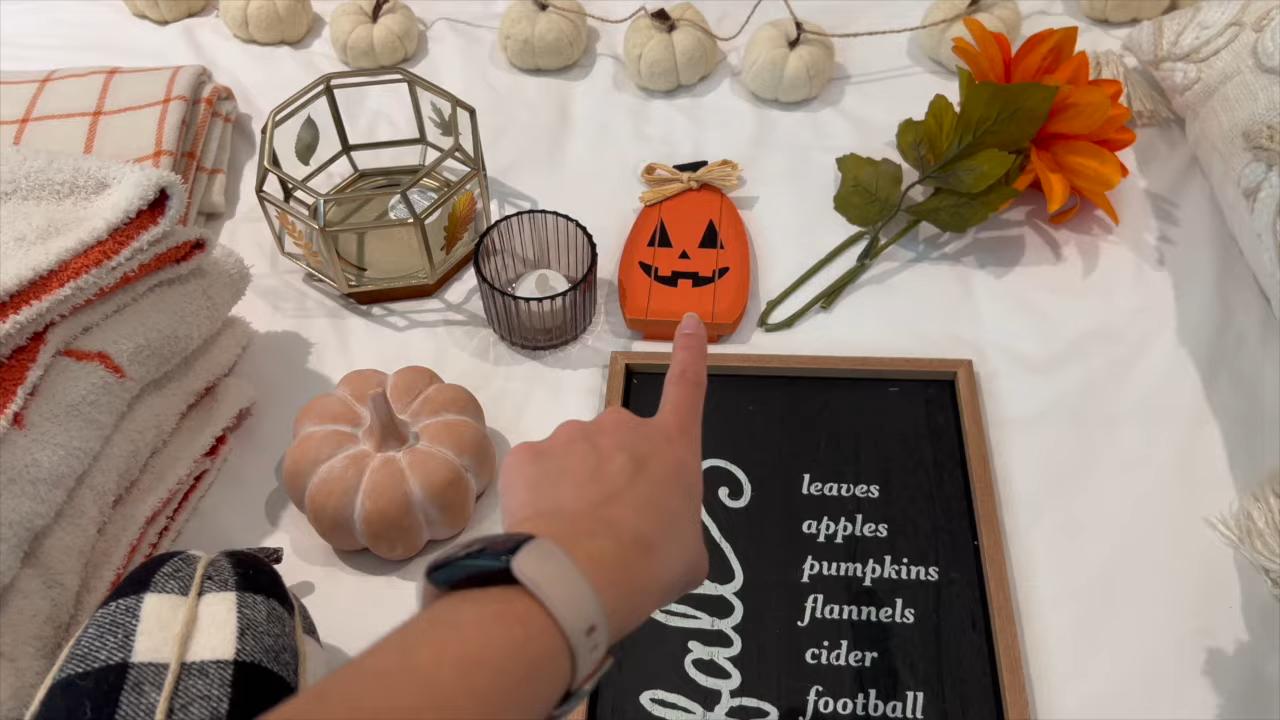 fall
leaves
apples
pumpkins
flannels
cider
football